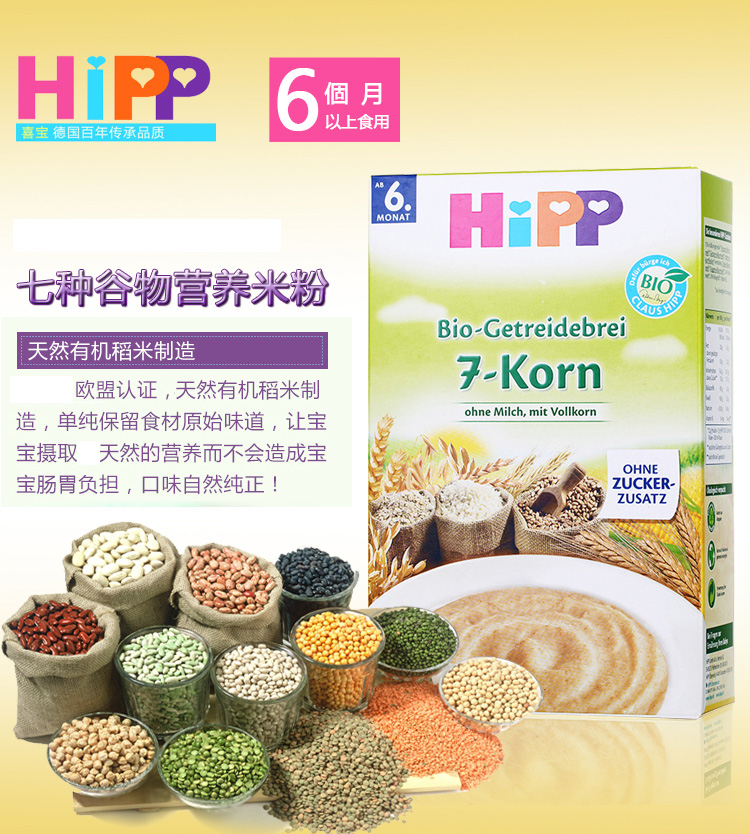 HiPP
喜宝 德国百年传承品质
6個月
以上食用
七种谷物营养米粉
天然有机稻米制造
欧盟认证，天然有机稻米制
造，单纯保留食材原始味道，让宝
宝摄取 天然的营养而不会造成宝
宝肠胃负担，口味自然纯正！
AB
6.
MONAT
HiPP
Dafür bürge ich
BIO
CLAUS HIPP
Bio-Getreidebrei
7-Korn
ohne Milch, mit Vollkorn
OHNE
ZUCKER-
ZUSATZ